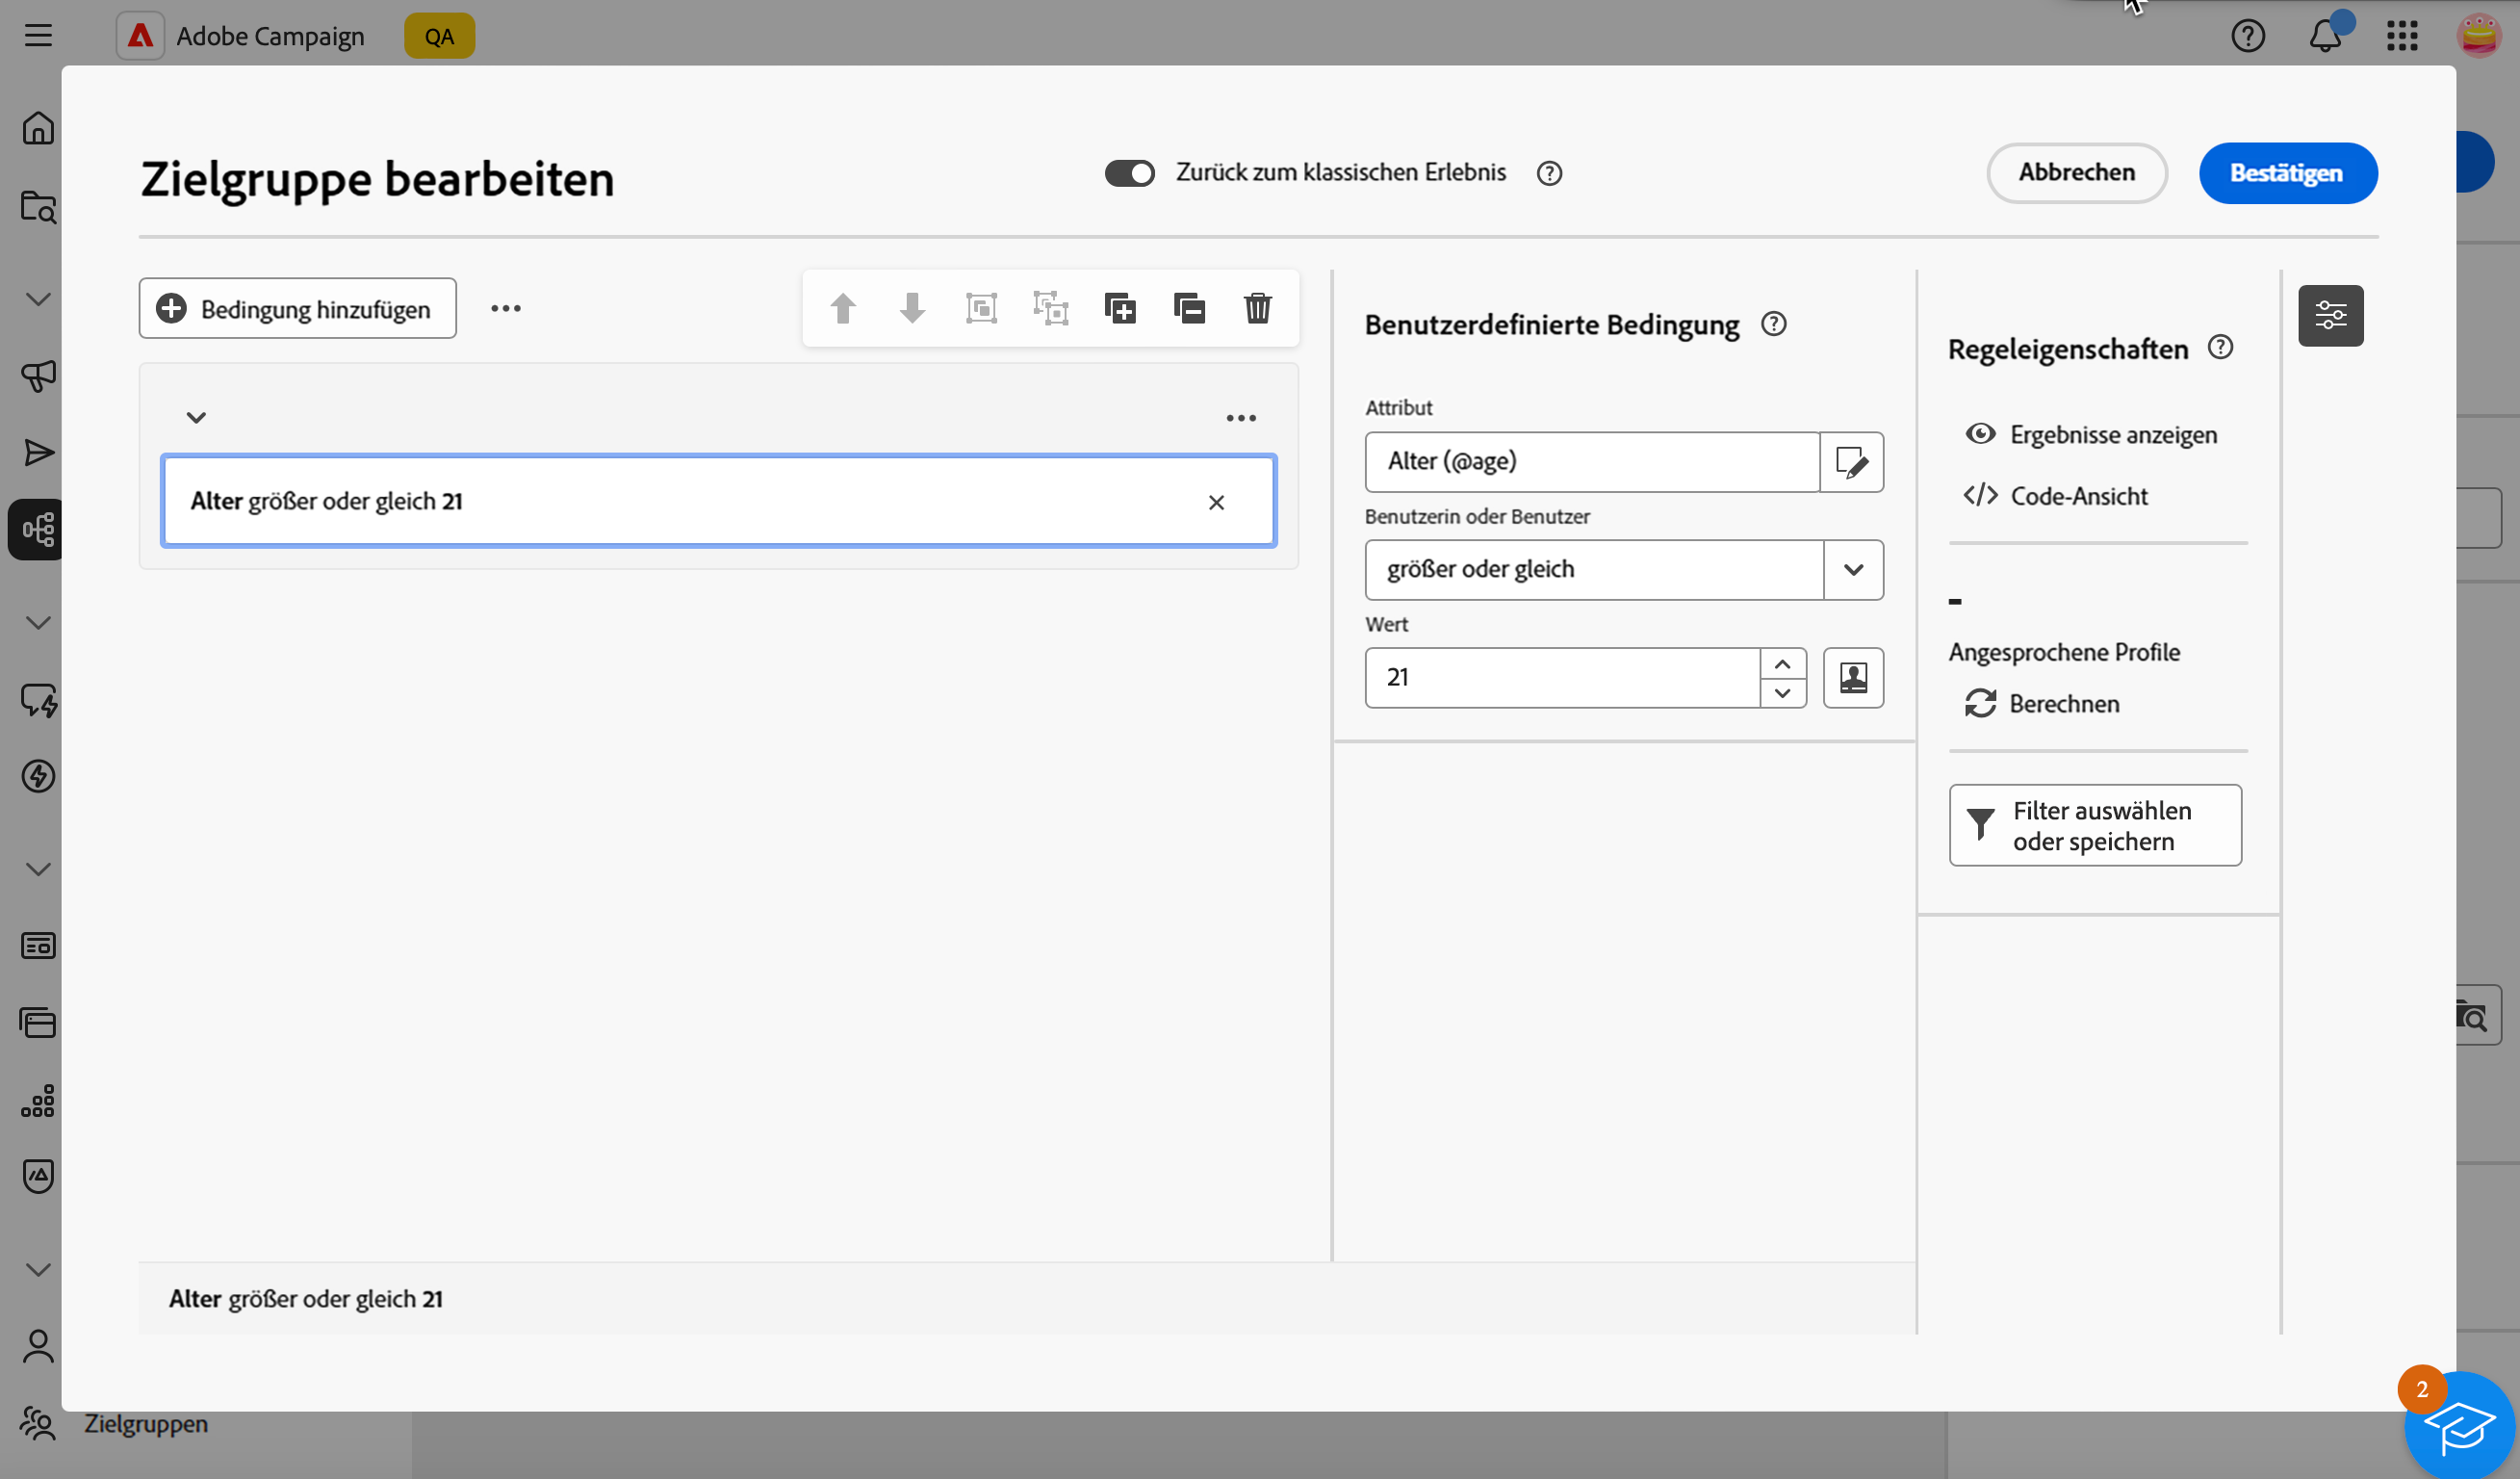 Adobe Campaign
QA
Zielgruppe bearbeiten
Zurück zum klassischen Erlebnis
Abbrechen
Bestätigen
Bedingung hinzufügen
Alter größer oder gleich 21
Benutzerdefinierte Bedingung
Attribut
Alter (@age)
Benutzerin oder Benutzer
größer oder gleich
Wert
21
Regeleigenschaften
Ergebnisse anzeigen
Code-Ansicht
-
Angesprochene Profile
Berechnen
Filter auswählen
oder speichern
Alter größer oder gleich 21
2
Zielgruppen